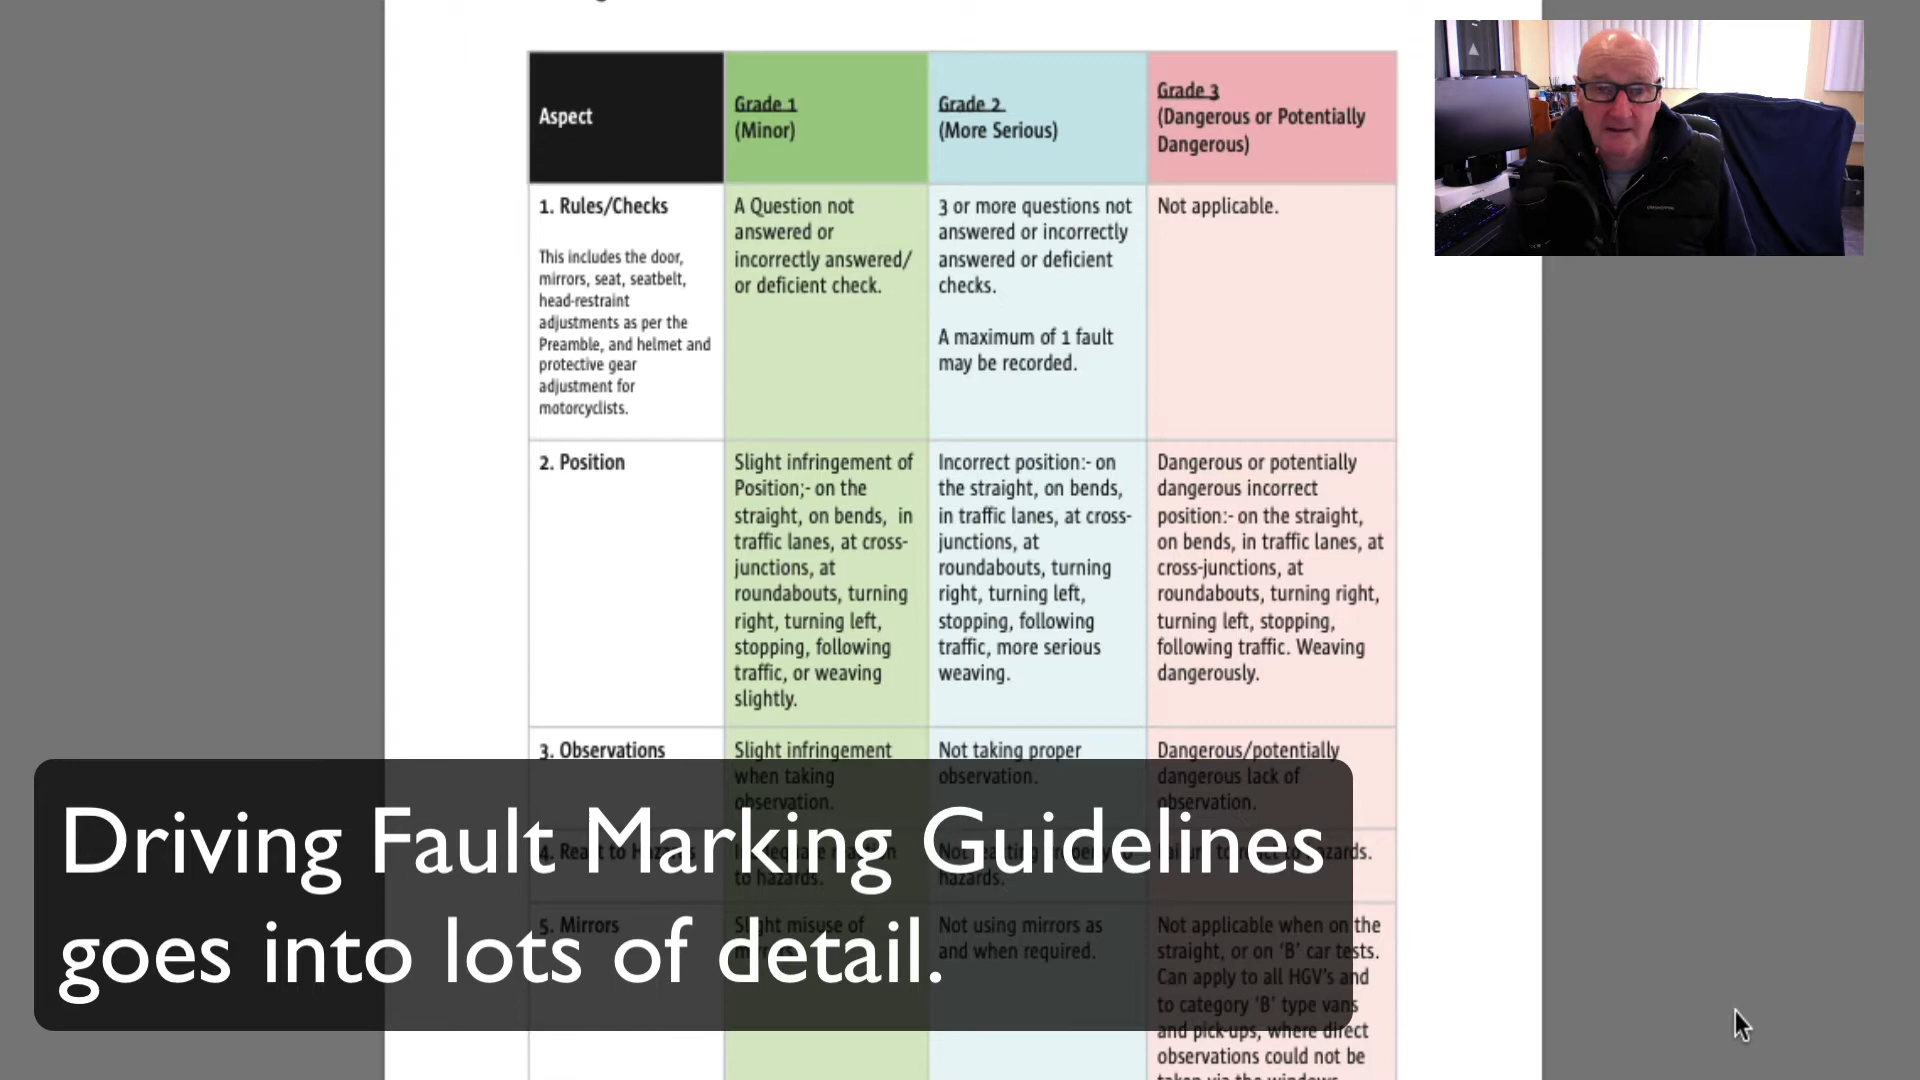 Aspect
Grade 1
(Minor)
Grade 2
(More Serious)
Grade 3
(Dangerous or Potentially
Dangerous)
1. Rules/Checks
This includes the door,
mirrors, seat, seatbelt,
head-restraint
adjustments as per the
Preamble, and helmet and
protective gear
adjustment for
motorcyclists.
A Question not
answered or
incorrectly answered/
or deficient check.
3 or more questions not
answered or incorrectly
answered or deficient
checks.
A maximum of 1 fault
may be recorded.
Not applicable.
2. Position
Slight infringement of
Position;- on the
straight, on bends, in
traffic lanes, at cross-
junctions, at
roundabouts, turning
right, turning left,
stopping, following
traffic, or weaving
slightly.
Incorrect position:- on
the straight, on bends,
in traffic lanes, at cross-
junctions, at
roundabouts, turning
right, turning left,
stopping, following
traffic, more serious
weaving.
Dangerous or potentially
dangerous incorrect
position:- on the straight,
on bends, in traffic lanes, at
cross-junctions, at
roundabouts, turning right,
turning left, stopping,
following traffic. Weaving
dangerously.
3. Observations
Slight infringement
when taking
observation.
Not taking proper
observation.
Dangerous/potentially
dangerous lack of
observation.
4. React to
to hazards.
hazards.
5. Mirrors
Slight misuse of
Not using mirrors as
and when required.
Not applicable when on the
straight, or on ‘B’ car tests.
Can apply to all HGV’s and
to category ‘B’ type vans
and pick-ups, where direct
observations could not be
Driving Fault Marking Guidelines
goes into lots of detail.